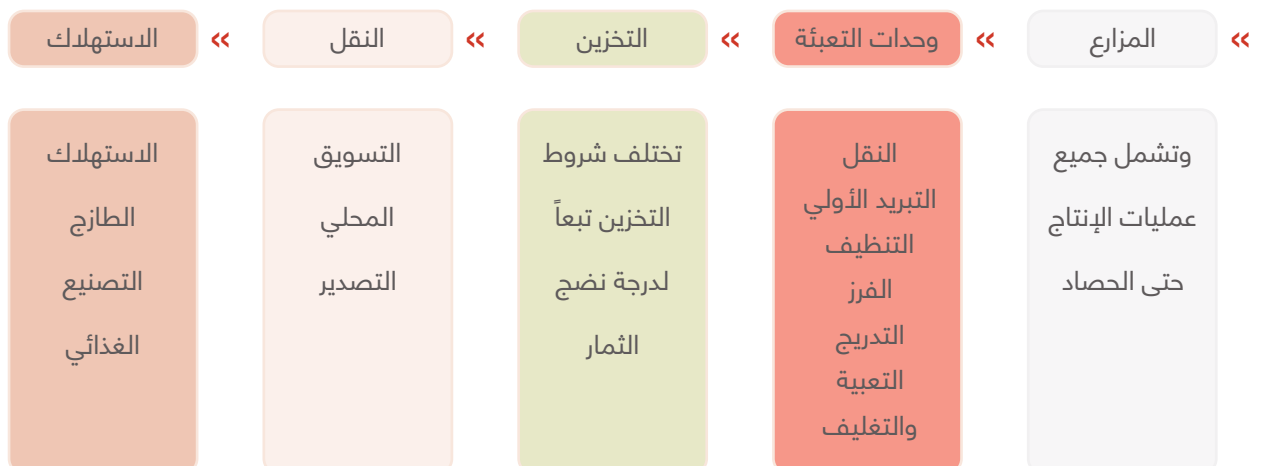 المزارع
وحدات التعبئة
التخزين
النقل
الاستهلاك
وتشمل جميع
عمليات الإنتاج
حتى الحصاد
النقل
التبريد الأولي
التنظيف
الفرز
التدريج
التعبية
والتغليف
تختلف شروط
التخزين تبعاً
لدرجة نضج
الثمار
التسويق
المحلي
التصدير
الاستهلاك
الطازج
التصنيع
الغذائي